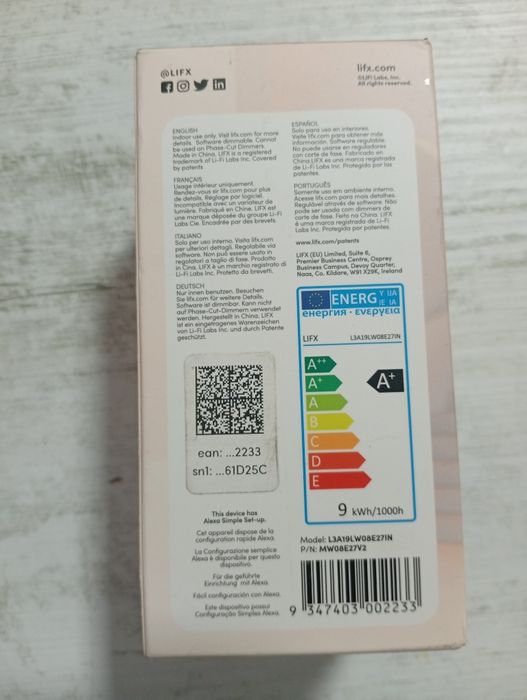 @LIFX
lifx.com
©LiFi Labs, Inc.
All rights reserved.
ENGLISH
Indoor use only. Visit lifx.com for more
details. Software dimmable. Cannot
be used on Phase-Cut Dimmers.
Made in China. LIFX is a registered
trademark of Li-Fi Labs Inc. Covered
by patents
FRANÇAIS
Usage intérieur uniquement.
Rendez-vous sir lifx.com pour plus
de détails. Réglage par logiciel.
Incompatible avec un variateur de
lumière. Fabriqué en Chine. LIFX est
une marque déposée du groupe Li-Fi
Labs Cie. Encadrée par des brevets.
ITALIANO
Solo per uso interno. Visita lifx.com
per ulteriori dettagli. Regolabile via
software. Non può essere usato in
regolatori a taglio di fase. Prodotto
in Cina. LIFX è un marchio registrato di
Li-Fi Labs Inc. Protetto da brevetti.
DEUTSCH
Nur innen benutzen. Besuchen
Sie lifx.com für weitere Details.
Software ist dimmbar. Kann nicht
auf Phase-Cut-Dimmern verwendet
werden. Hergestellt in China. LIFX
ist ein eingetragenes Warenzeichen
von Li-Fi Labs Inc. und durch Patente
geschützt.
ESPAÑOL
Solo para uso en interiores.
Visite lifx.com para obtener más
información. Software regulable.
No puede usarse en reguladores
con corte de fase. Fabricado en
China.LIFX es una marca registrada
de Li-Fi Labs Inc. Protegida por los
patentes.
PORTUGUÊS
Somente uso em ambiente interno.
Acesse lifx.com para mais detalhes.
Regulável através de software. Não
pode ser usado com dimmers de
corte de fase. Feito na China. LIFX
é uma marca registrada de Li-Fi
Labs Inc. Protegida por patentes.
www.lifx.com/patents
LIFX (EU) Limited, Suite 6,
Premier Business Centre, Osprey
Business Campus, Devoy Quarter,
Naas, Co. Kildare, W91 X29K, Ireland
ENERG Y UA
IE IA
енергия · ενεργεια
LIFX L3A19LW08E27IN
A++
A+
A
B
C
D
E
A+
9 kWh/1000h
ean: ...2233
sn1: ...61D25C
This device has
Alexa Simple Set-up.
Cet appareil dispose de la
configuration rapide Alexa.
La Configurazione semplice
Alexa è disponibile per questo
dispositivo.
Für die geführte
Einrichtung mit Alexa.
Fácil configuración con Alexa.
Este dispositivo possui
Configuração Simples Alexa.
Model: L3A19LW08E27IN
P/N: MW08E27V2
9 347403 002233